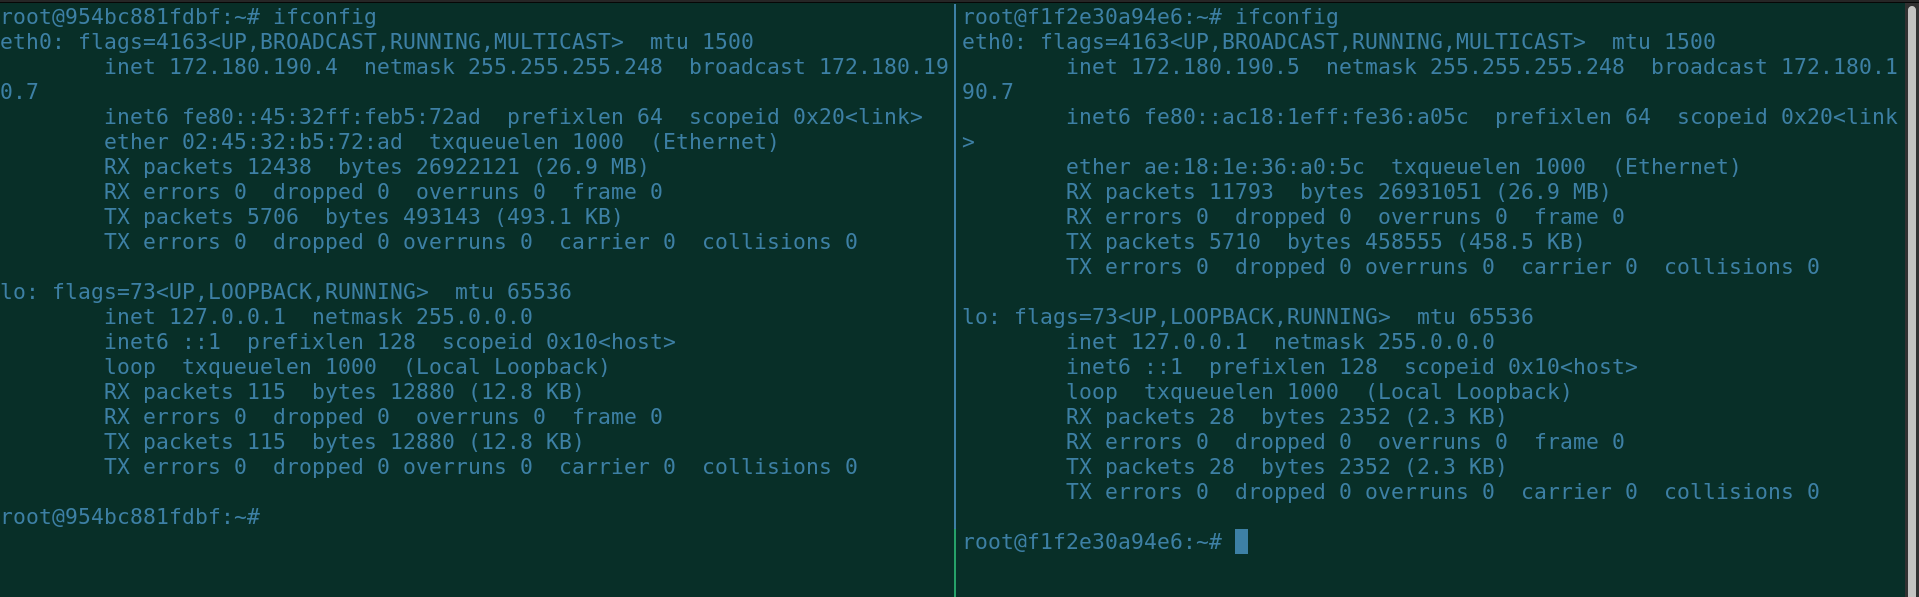 root@954bc881fdbf:~# ifconfig
eth0: flags=4163<UP,BROADCAST,RUNNING,MULTICAST>  mtu 1500
        inet 172.180.190.4  netmask 255.255.255.248  broadcast 172.180.19
0.7
        inet6 fe80::45:32ff:feb5:72ad  prefixlen 64  scopeid 0x20<link>
        ether 02:45:32:b5:72:ad  txqueuelen 1000  (Ethernet)
        RX packets 12438  bytes 26922121 (26.9 MB)
        RX errors 0  dropped 0  overruns 0  frame 0
        TX packets 5706  bytes 493143 (493.1 KB)
        TX errors 0  dropped 0 overruns 0  carrier 0  collisions 0

lo: flags=73<UP,LOOPBACK,RUNNING>  mtu 65536
        inet 127.0.0.1  netmask 255.0.0.0
        inet6 ::1  prefixlen 128  scopeid 0x10<host>
        loop  txqueuelen 1000  (Local Loopback)
        RX packets 115  bytes 12880 (12.8 KB)
        RX errors 0  dropped 0  overruns 0  frame 0
        TX packets 115  bytes 12880 (12.8 KB)
        TX errors 0  dropped 0 overruns 0  carrier 0  collisions 0

root@954bc881fdbf:~#
root@f1f2e30a94e6:~# ifconfig
eth0: flags=4163<UP,BROADCAST,RUNNING,MULTICAST>  mtu 1500
        inet 172.180.190.5  netmask 255.255.255.248  broadcast 172.180.1
90.7
        inet6 fe80::ac18:1eff:fe36:a05c  prefixlen 64  scopeid 0x20<link
>
        ether ae:18:1e:36:a0:5c  txqueuelen 1000  (Ethernet)
        RX packets 11793  bytes 26931051 (26.9 MB)
        RX errors 0  dropped 0  overruns 0  frame 0
        TX packets 5710  bytes 458555 (458.5 KB)
        TX errors 0  dropped 0 overruns 0  carrier 0  collisions 0

lo: flags=73<UP,LOOPBACK,RUNNING>  mtu 65536
        inet 127.0.0.1  netmask 255.0.0.0
        inet6 ::1  prefixlen 128  scopeid 0x10<host>
        loop  txqueuelen 1000  (Local Loopback)
        RX packets 28  bytes 2352 (2.3 KB)
        RX errors 0  dropped 0  overruns 0  frame 0
        TX packets 28  bytes 2352 (2.3 KB)
        TX errors 0  dropped 0 overruns 0  carrier 0  collisions 0

root@f1f2e30a94e6:~#